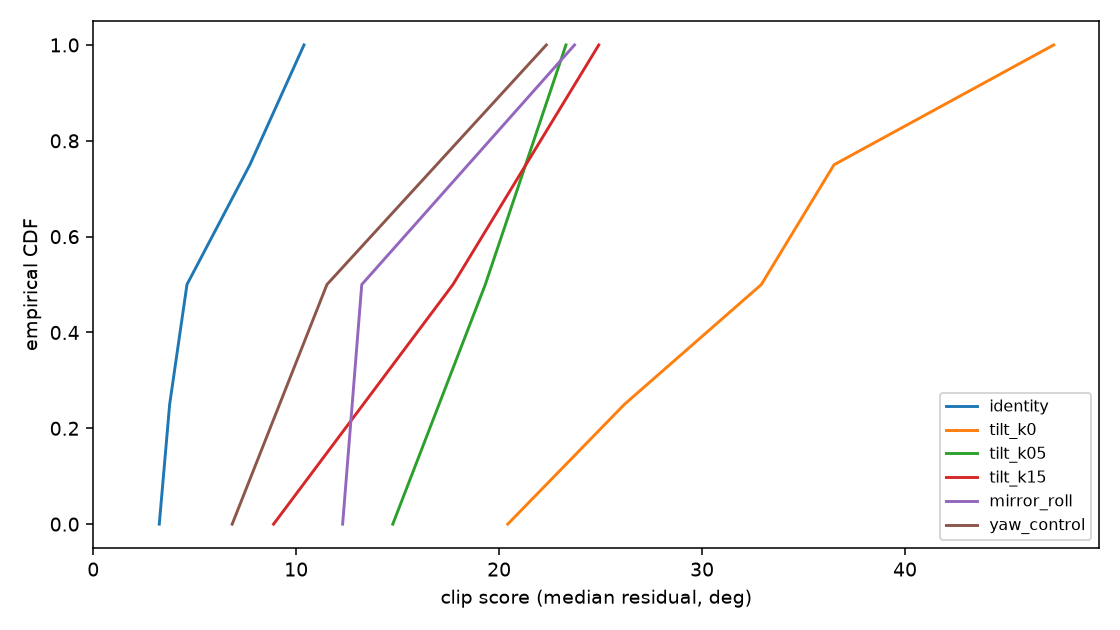 1.0
0.8
0.6
0.4
0.2
0.0
empirical CDF
0
10
20
30
40
clip score (median residual, deg)
identity
tilt_k0
tilt_k05
tilt_k15
mirror_roll
yaw_control